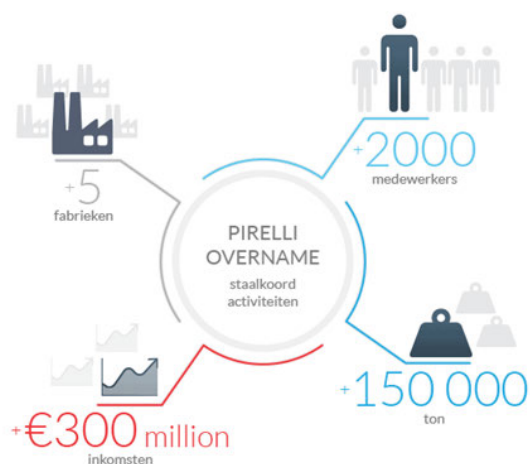 +5
fabrieken
+2000
medewerkers
PIRELLI
OVERNAME
staalkoord
activiteiten
+€300 million
inkomsten
+150 000
ton